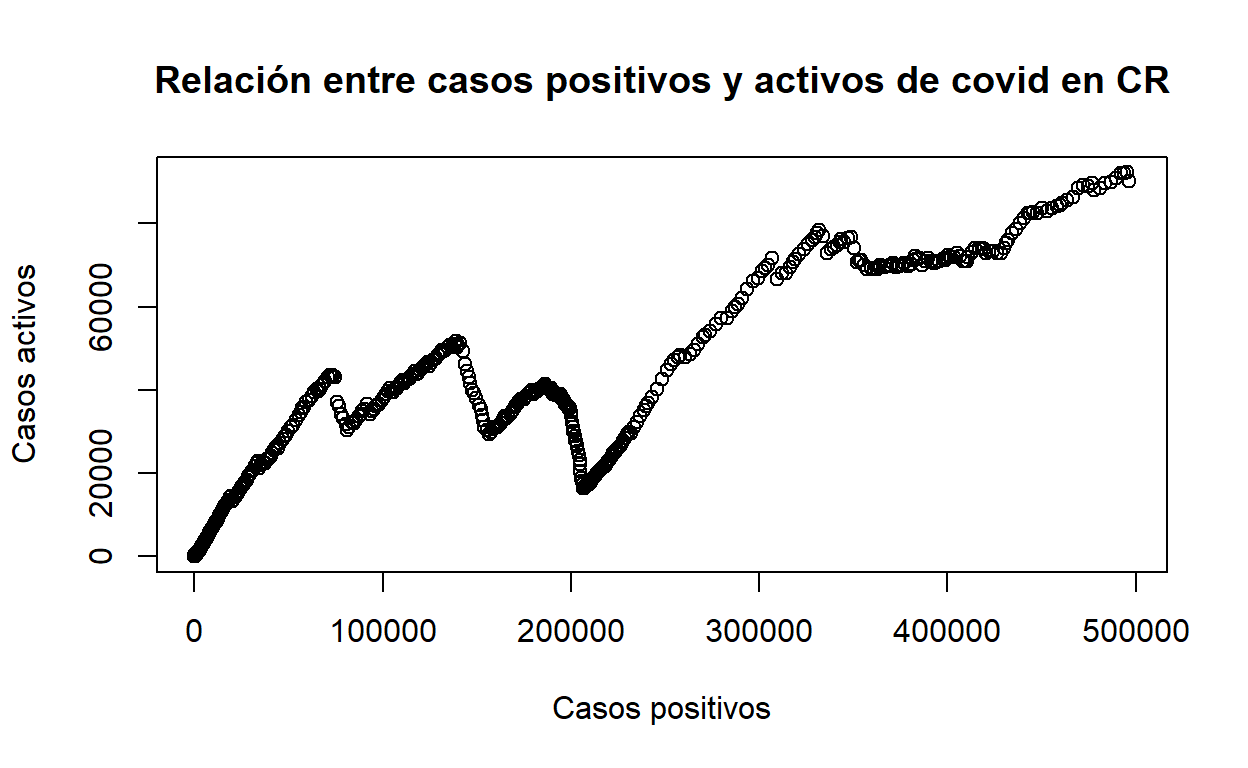 Relación entre casos positivos y activos de covid en CR
Casos activos
60000
20000
0
0 100000 200000 300000 400000 500000
Casos positivos